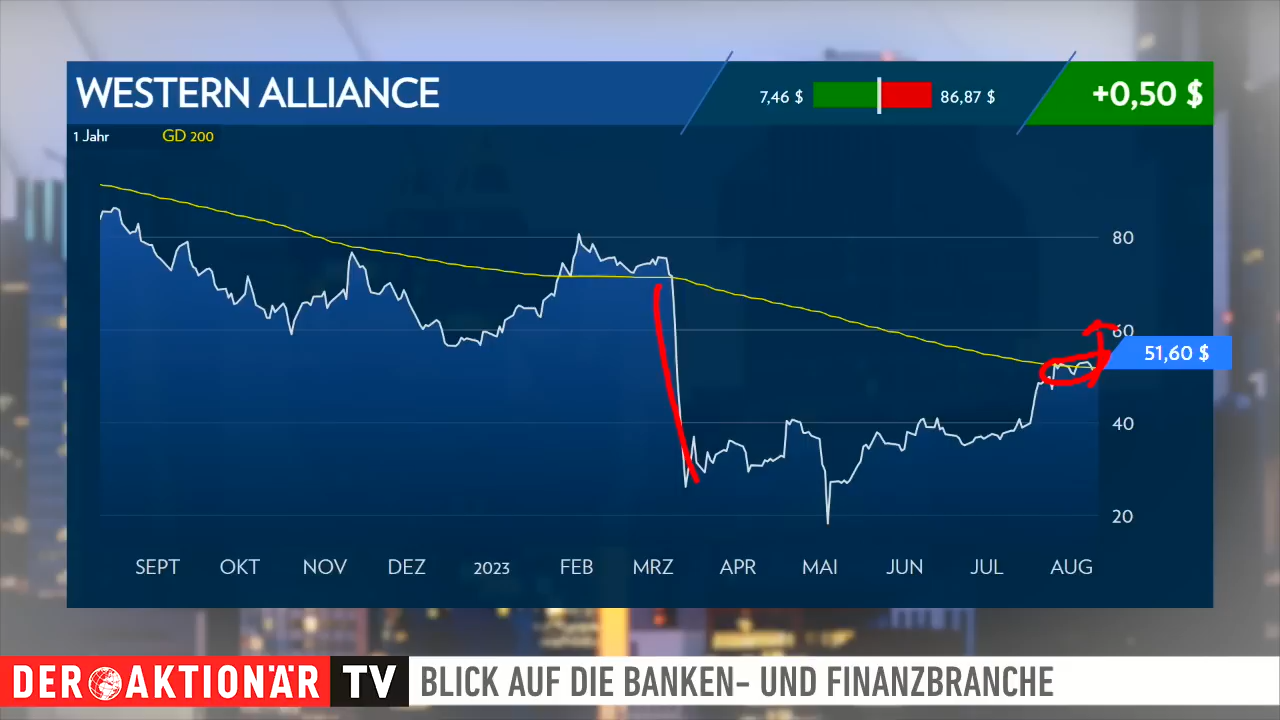 WESTERN ALLIANCE
7,46 $ 86,87 $
+0,50 $
1 Jahr GD 200
80
60
51,60 $
40
20
SEPT OKT NOV DEZ 2023 FEB MRZ APR MAI JUN JUL AUG
DER AKTIONÄR TV BLICK AUF DIE BANKEN- UND FINANZBRANCHE